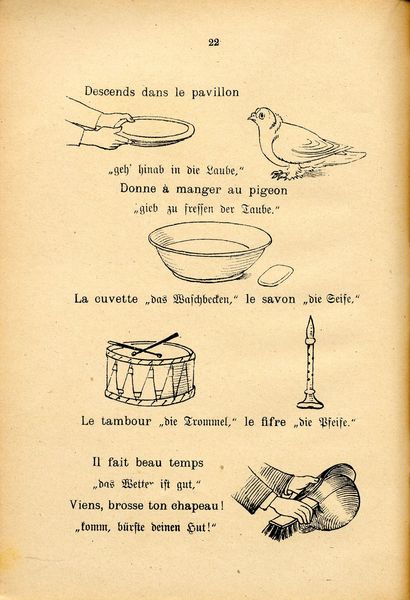 22
Descends dans le pavillon
„geh' hinab in die Laube,“
Donne à manger au pigeon
„gieb zu fressen der Taube.“
La cuvette „das Waschbecken,“ le savon „die Seife,“
Le tambour „die Trommel,“ le fifre „die Pfeife.“
Il fait beau temps
„das Wetter ist gut,“
Viens, brosse ton chapeau!
„komm, bürste deinen Hut!“